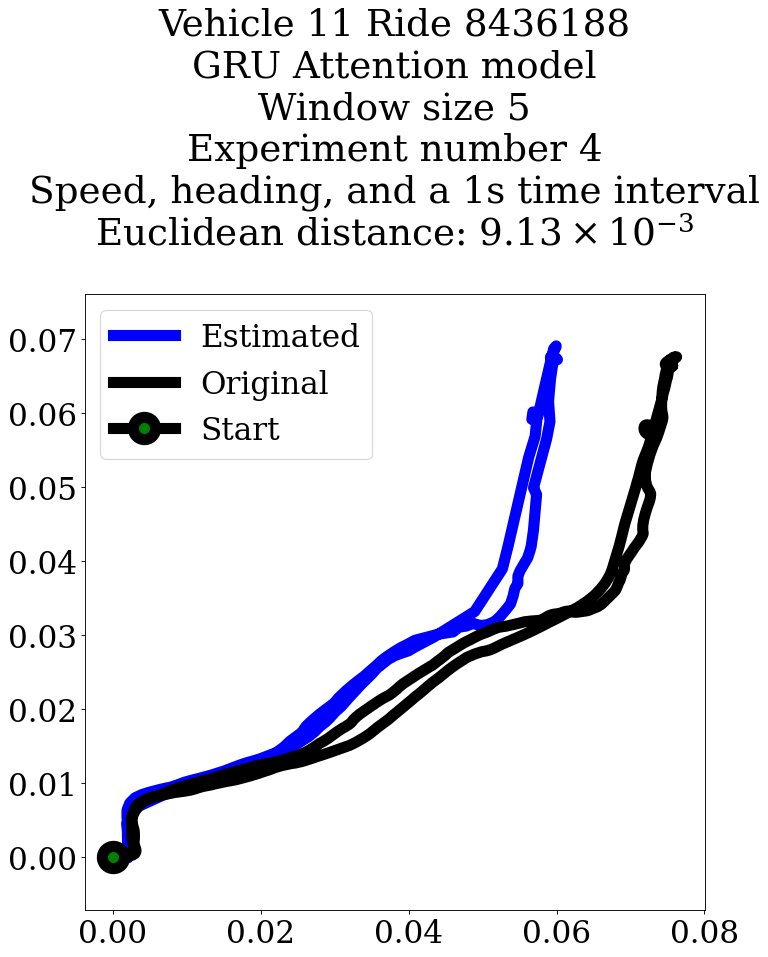 Vehicle 11 Ride 8436188
GRU Attention model
Window size 5
Experiment number 4
Speed, heading, and a 1s time interval
Euclidean distance: 9.13 × 10⁻³
Estimated
Original
Start
0.07
0.06
0.05
0.04
0.03
0.02
0.01
0.00
0.00 0.02 0.04 0.06 0.08